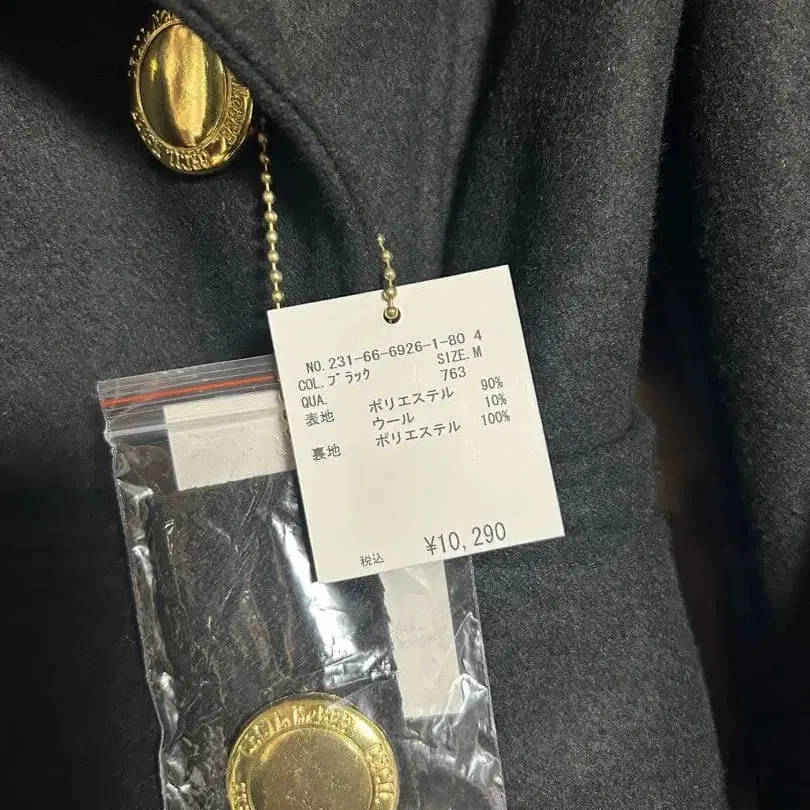 NO.231-66-6926-1-80 4
COL.ブラック SIZE.M
QUA. 763
表地 ポリエステル 90%
ウール 10%
裏地 ポリエステル 100%
税込 ¥10,290